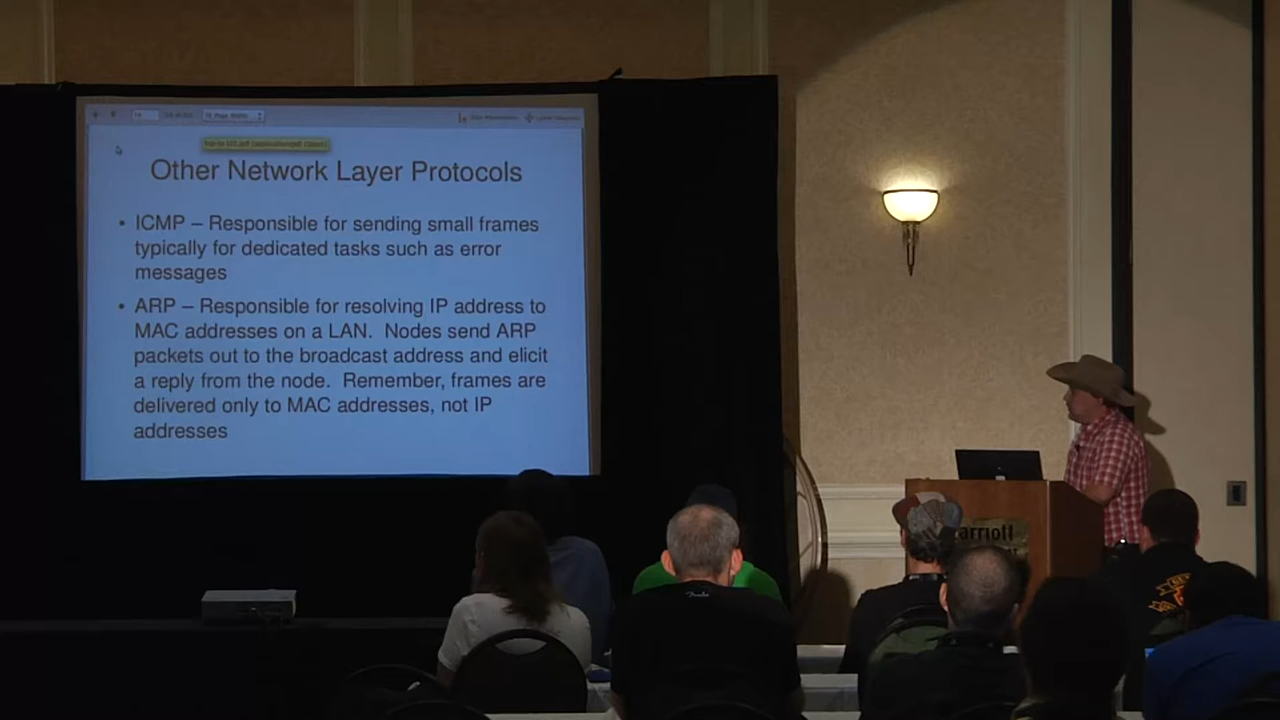 Other Network Layer Protocols
• ICMP – Responsible for sending small frames
typically for dedicated tasks such as error
messages
• ARP – Responsible for resolving IP address to
MAC addresses on a LAN. Nodes send ARP
packets out to the broadcast address and elicit
a reply from the node. Remember, frames are
delivered only to MAC addresses, not IP
addresses
arriott
Fender